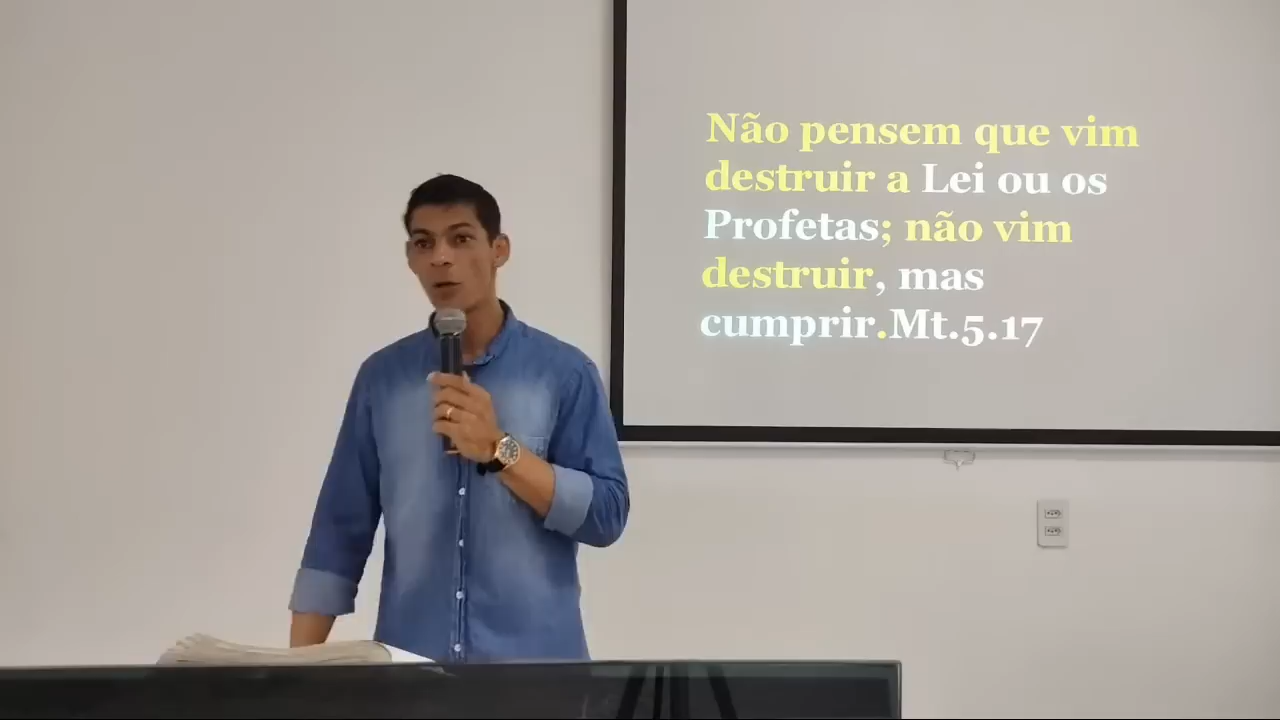 Não pensem que vim
destruir a Lei ou os
Profetas; não vim
destruir, mas
cumprir.Mt.5.17